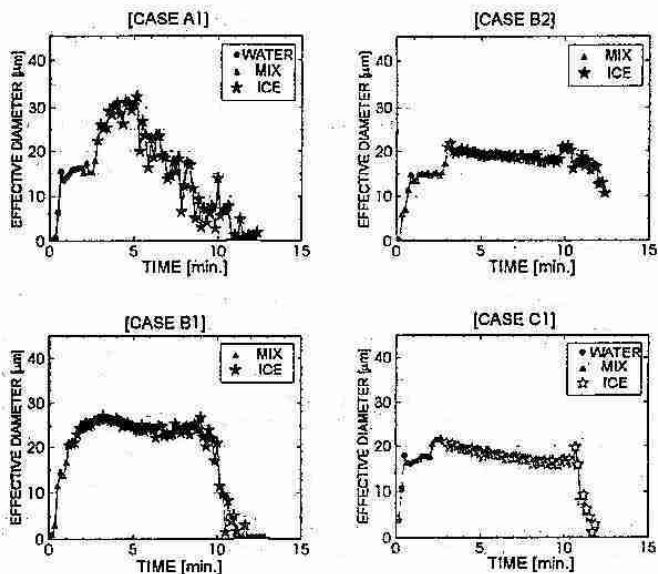 [CASE A1]
EFFECTIVE DIAMETER [μm]
40
30
20
10
0
WATER
MIX
ICE
0 5 10 15
TIME [min.]
[CASE B2]
EFFECTIVE DIAMETER [μm]
40
30
20
10
0
MIX
ICE
0 5 10 15
TIME [min.]
[CASE B1]
EFFECTIVE DIAMETER [μm]
40
30
20
10
0
MIX
ICE
0 5 10 15
TIME [min.]
[CASE C1]
EFFECTIVE DIAMETER [μm]
40
30
20
10
0
WATER
MIX
ICE
0 5 10 15
TIME [min.]